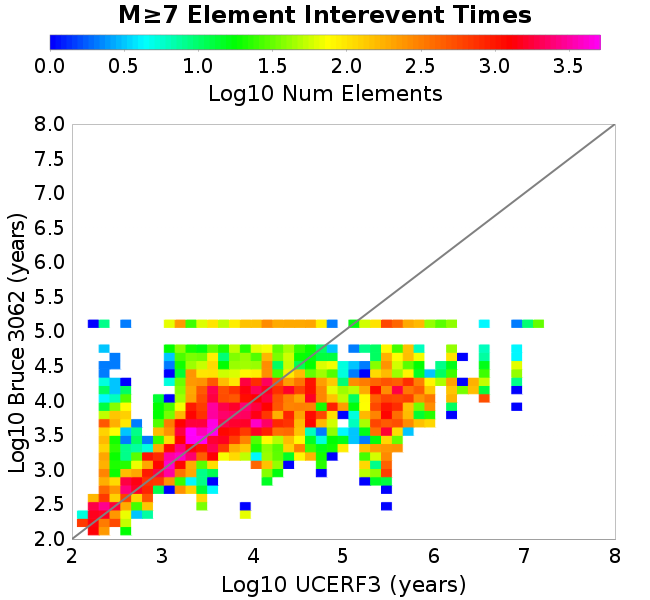 M≥7 Element Interevent Times
0.0 0.5 1.0 1.5 2.0 2.5 3.0 3.5
Log10 Num Elements
8.0
7.5
7.0
6.5
6.0
5.5
5.0
4.5
4.0
3.5
3.0
2.5
2.0
Log10 Bruce 3062 (years)
2 3 4 5 6 7 8
Log10 UCERF3 (years)